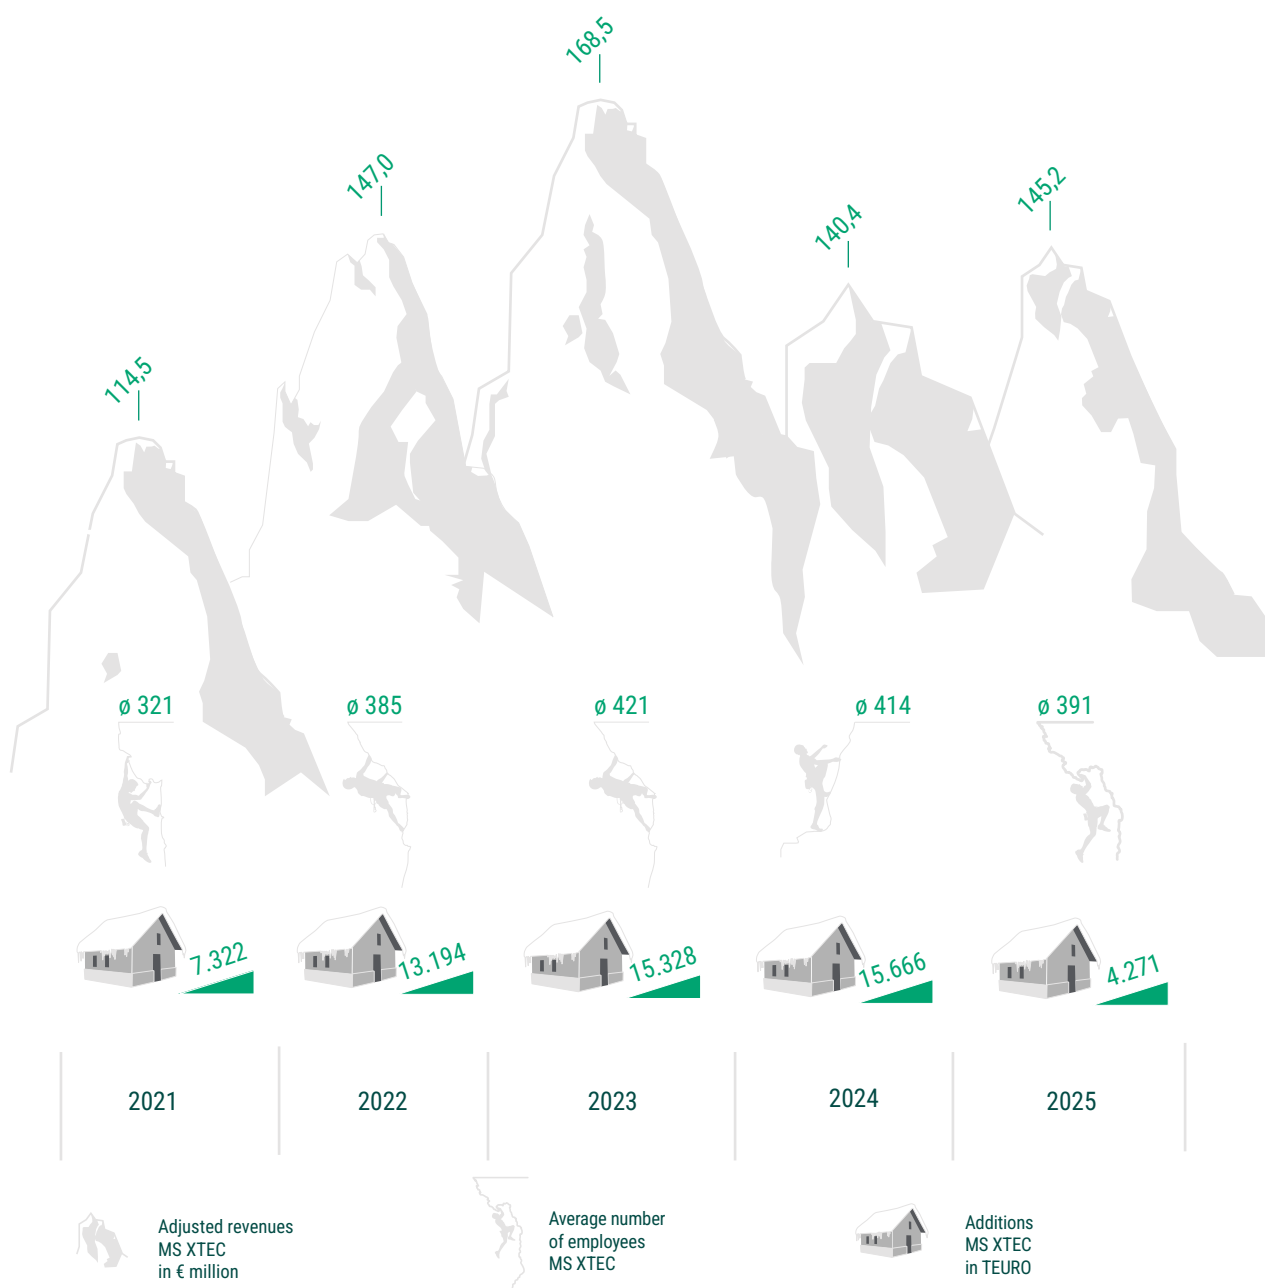 168,5
147,0
145,2
140,4
114,5
ø 321
ø 385
ø 421
ø 414
ø 391
7.322
13.194
15.328
15.666
4.271
2021
2022
2023
2024
2025
Adjusted revenues
MS XTEC
in € million
Average number
of employees
MS XTEC
Additions
MS XTEC
in TEURO